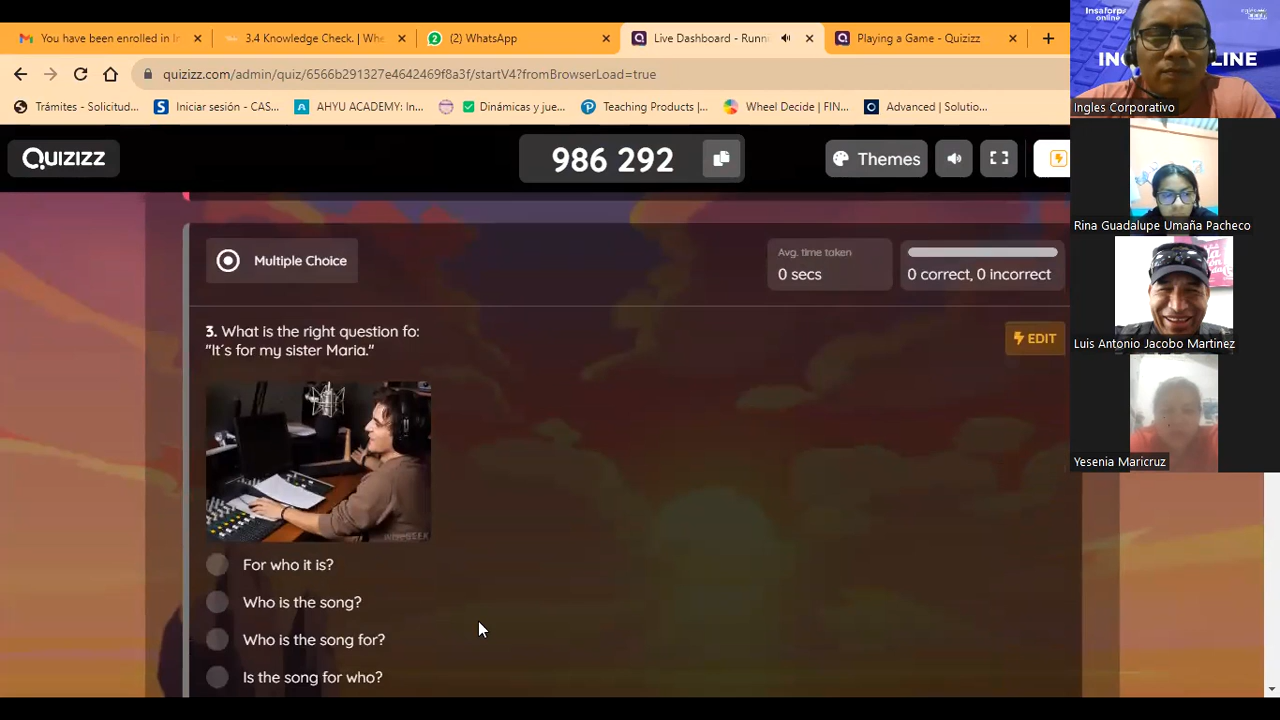 You have been enrolled in In
3.4 Knowledge Check. | Whe
(2) WhatsApp
Live Dashboard - Runn
Playing a Game - Quizizz
quizizz.com/admin/quiz/6566b291327e4642469f8a3f/startV4?fromBrowserLoad=true
Trámites - Solicitud...
Iniciar sesión - CAS...
AHYU ACADEMY: In...
Dinámicas y jue...
Teaching Products |...
Wheel Decide | FIN...
Advanced | Solutio...
Insaforp
online
LINE
Ingles Corporativo
Quizizz
986 292
Themes
Rina Guadalupe Umaña Pacheco
Multiple Choice
Avg. time taken
0 secs
0 correct, 0 incorrect
3. What is the right question fo:
"It´s for my sister Maria."
EDIT
Luis Antonio Jacobo Martinez
Yesenia Maricruz
For who it is?
Who is the song?
Who is the song for?
Is the song for who?